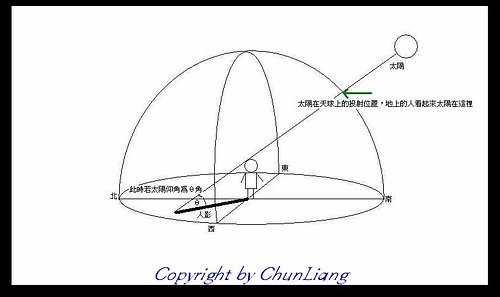 太陽
太陽在天球上的投射位置，地上的人看起來太陽在這裡
東
此時若太陽仰角為θ角
北
南
θ
人影
西
Copyright by ChunLiang